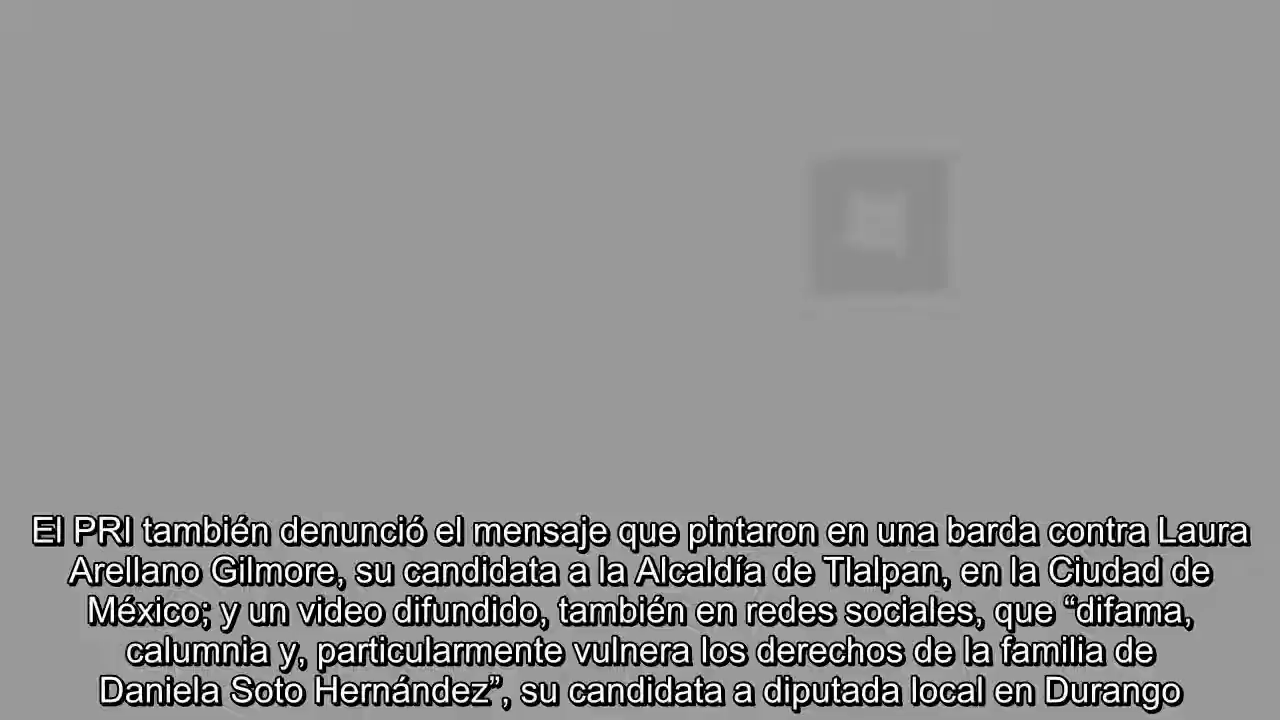 El PRI también denunció el mensaje que pintaron en una barda contra Laura
Arellano Gilmore, su candidata a la Alcaldía de Tlalpan, en la Ciudad de
México; y un video difundido, también en redes sociales, que “difama,
calumnia y, particularmente vulnera los derechos de la familia de
Daniela Soto Hernández”, su candidata a diputada local en Durango